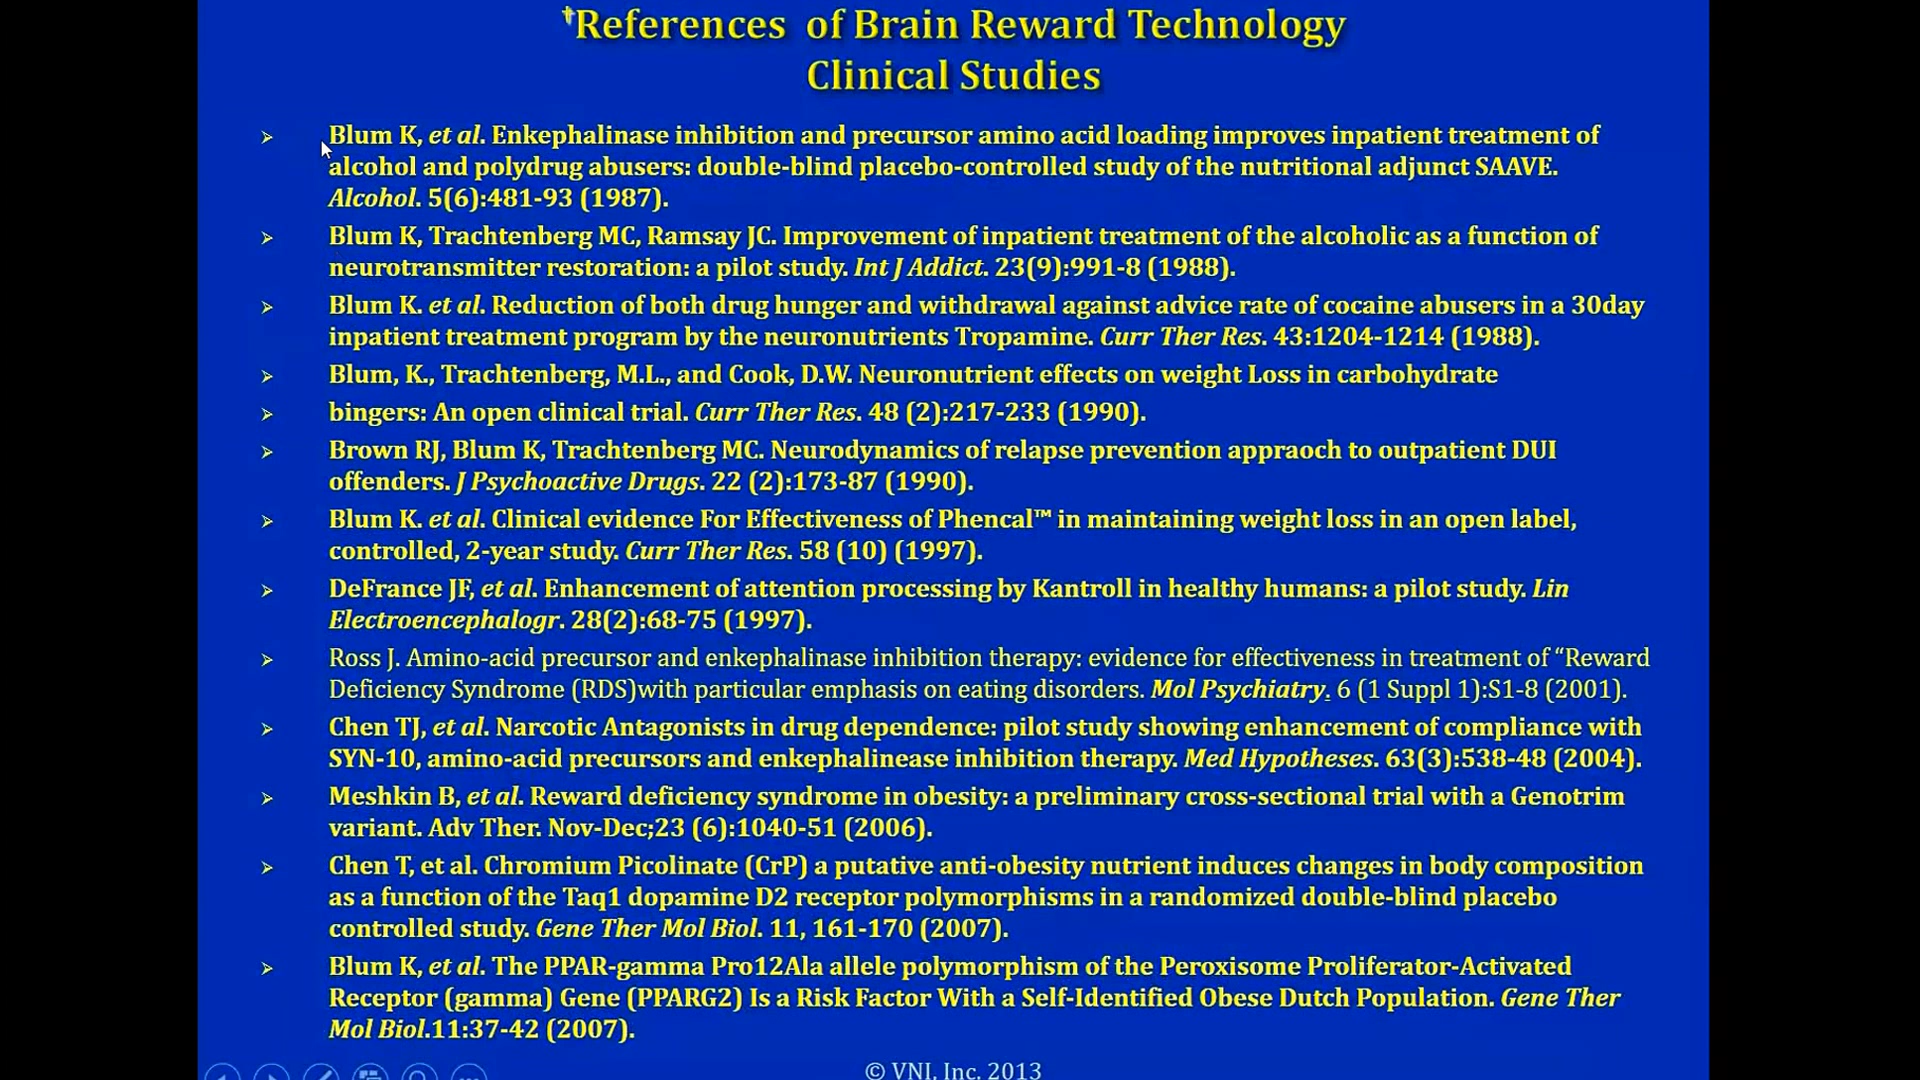 †References of Brain Reward Technology
Clinical Studies
➢ Blum K, et al. Enkephalinase inhibition and precursor amino acid loading improves inpatient treatment of
alcohol and polydrug abusers: double-blind placebo-controlled study of the nutritional adjunct SAAVE.
Alcohol. 5(6):481-93 (1987).
➢ Blum K, Trachtenberg MC, Ramsay JC. Improvement of inpatient treatment of the alcoholic as a function of
neurotransmitter restoration: a pilot study. Int J Addict. 23(9):991-8 (1988).
➢ Blum K. et al. Reduction of both drug hunger and withdrawal against advice rate of cocaine abusers in a 30day
inpatient treatment program by the neuronutrients Tropamine. Curr Ther Res. 43:1204-1214 (1988).
➢ Blum, K., Trachtenberg, M.L., and Cook, D.W. Neuronutrient effects on weight Loss in carbohydrate
➢ bingers: An open clinical trial. Curr Ther Res. 48 (2):217-233 (1990).
➢ Brown RJ, Blum K, Trachtenberg MC. Neurodynamics of relapse prevention appraoch to outpatient DUI
offenders. J Psychoactive Drugs. 22 (2):173-87 (1990).
➢ Blum K. et al. Clinical evidence For Effectiveness of Phencal™ in maintaining weight loss in an open label,
controlled, 2-year study. Curr Ther Res. 58 (10) (1997).
➢ DeFrance JF, et al. Enhancement of attention processing by Kantroll in healthy humans: a pilot study. Lin
Electroencephalogr. 28(2):68-75 (1997).
➢ Ross J. Amino-acid precursor and enkephalinase inhibition therapy: evidence for effectiveness in treatment of “Reward
Deficiency Syndrome (RDS)with particular emphasis on eating disorders. Mol Psychiatry. 6 (1 Suppl 1):S1-8 (2001).
➢ Chen TJ, et al. Narcotic Antagonists in drug dependence: pilot study showing enhancement of compliance with
SYN-10, amino-acid precursors and enkephalinease inhibition therapy. Med Hypotheses. 63(3):538-48 (2004).
➢ Meshkin B, et al. Reward deficiency syndrome in obesity: a preliminary cross-sectional trial with a Genotrim
variant. Adv Ther. Nov-Dec;23 (6):1040-51 (2006).
➢ Chen T, et al. Chromium Picolinate (CrP) a putative anti-obesity nutrient induces changes in body composition
as a function of the Taq1 dopamine D2 receptor polymorphisms in a randomized double-blind placebo
controlled study. Gene Ther Mol Biol. 11, 161-170 (2007).
➢ Blum K, et al. The PPAR-gamma Pro12Ala allele polymorphism of the Peroxisome Proliferator-Activated
Receptor (gamma) Gene (PPARG2) Is a Risk Factor With a Self-Identified Obese Dutch Population. Gene Ther
Mol Biol.11:37-42 (2007).
© VNI, Inc. 2013